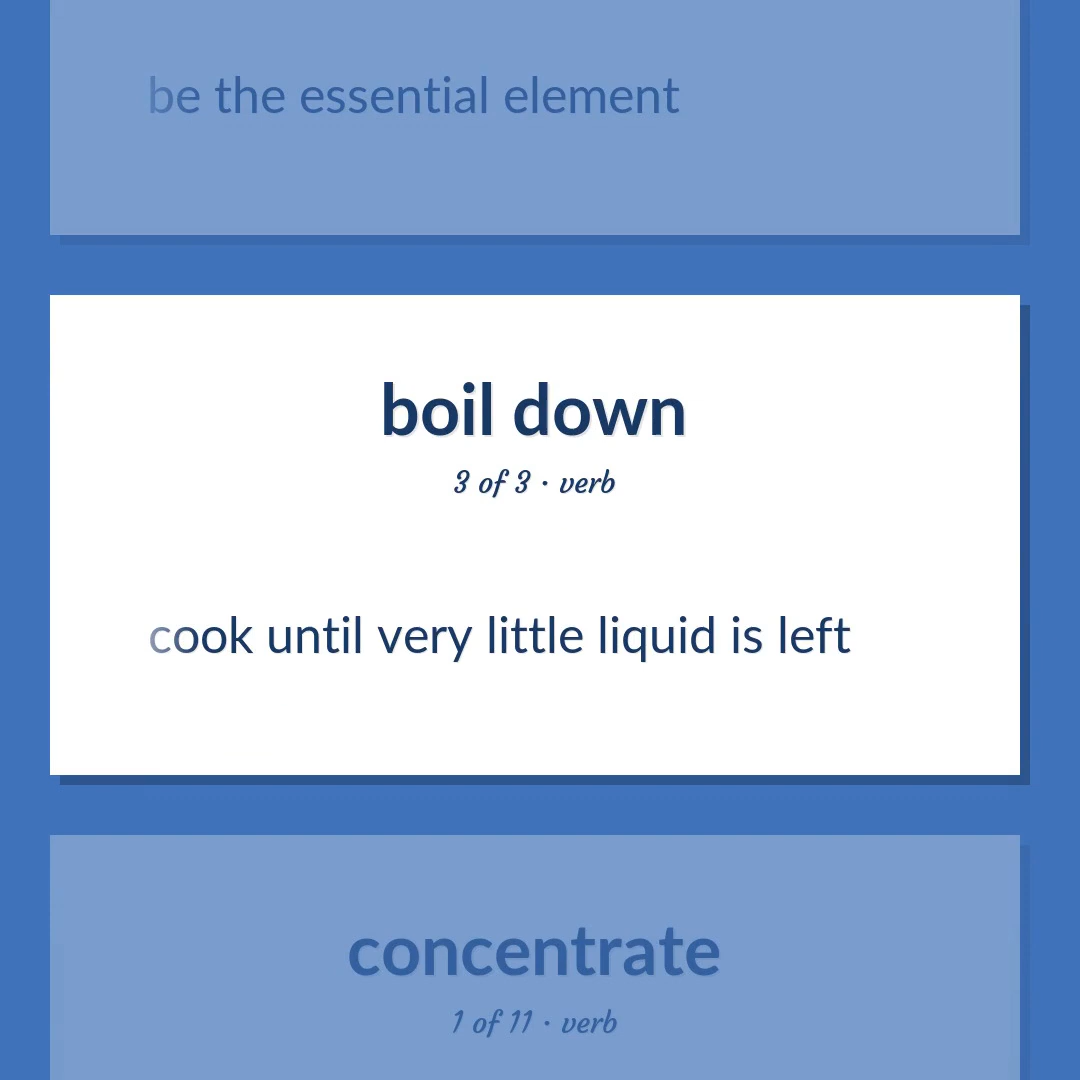 be the essential element
boil down
3 of 3 · verb
cook until very little liquid is left
concentrate
1 of 11 · verb